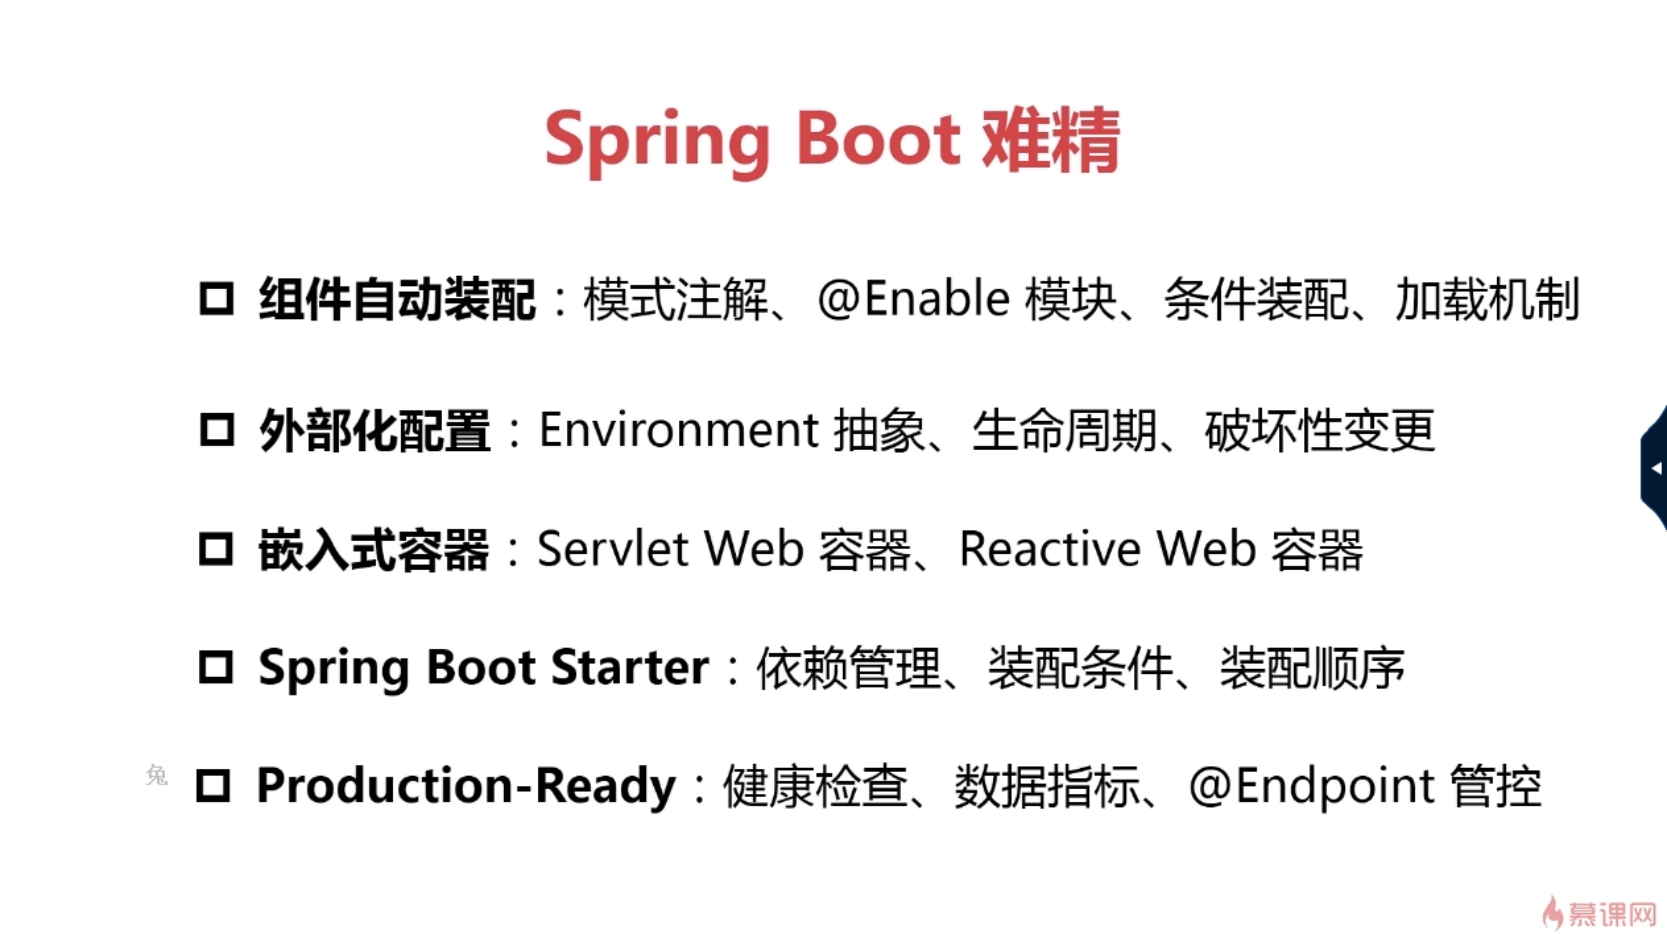 Spring Boot 难精
组件自动装配：模式注解、@Enable 模块、条件装配、加载机制
外部化配置：Environment 抽象、生命周期、破坏性变更
嵌入式容器：Servlet Web 容器、Reactive Web 容器
Spring Boot Starter：依赖管理、装配条件、装配顺序
兔
Production-Ready：健康检查、数据指标、@Endpoint 管控
慕课网